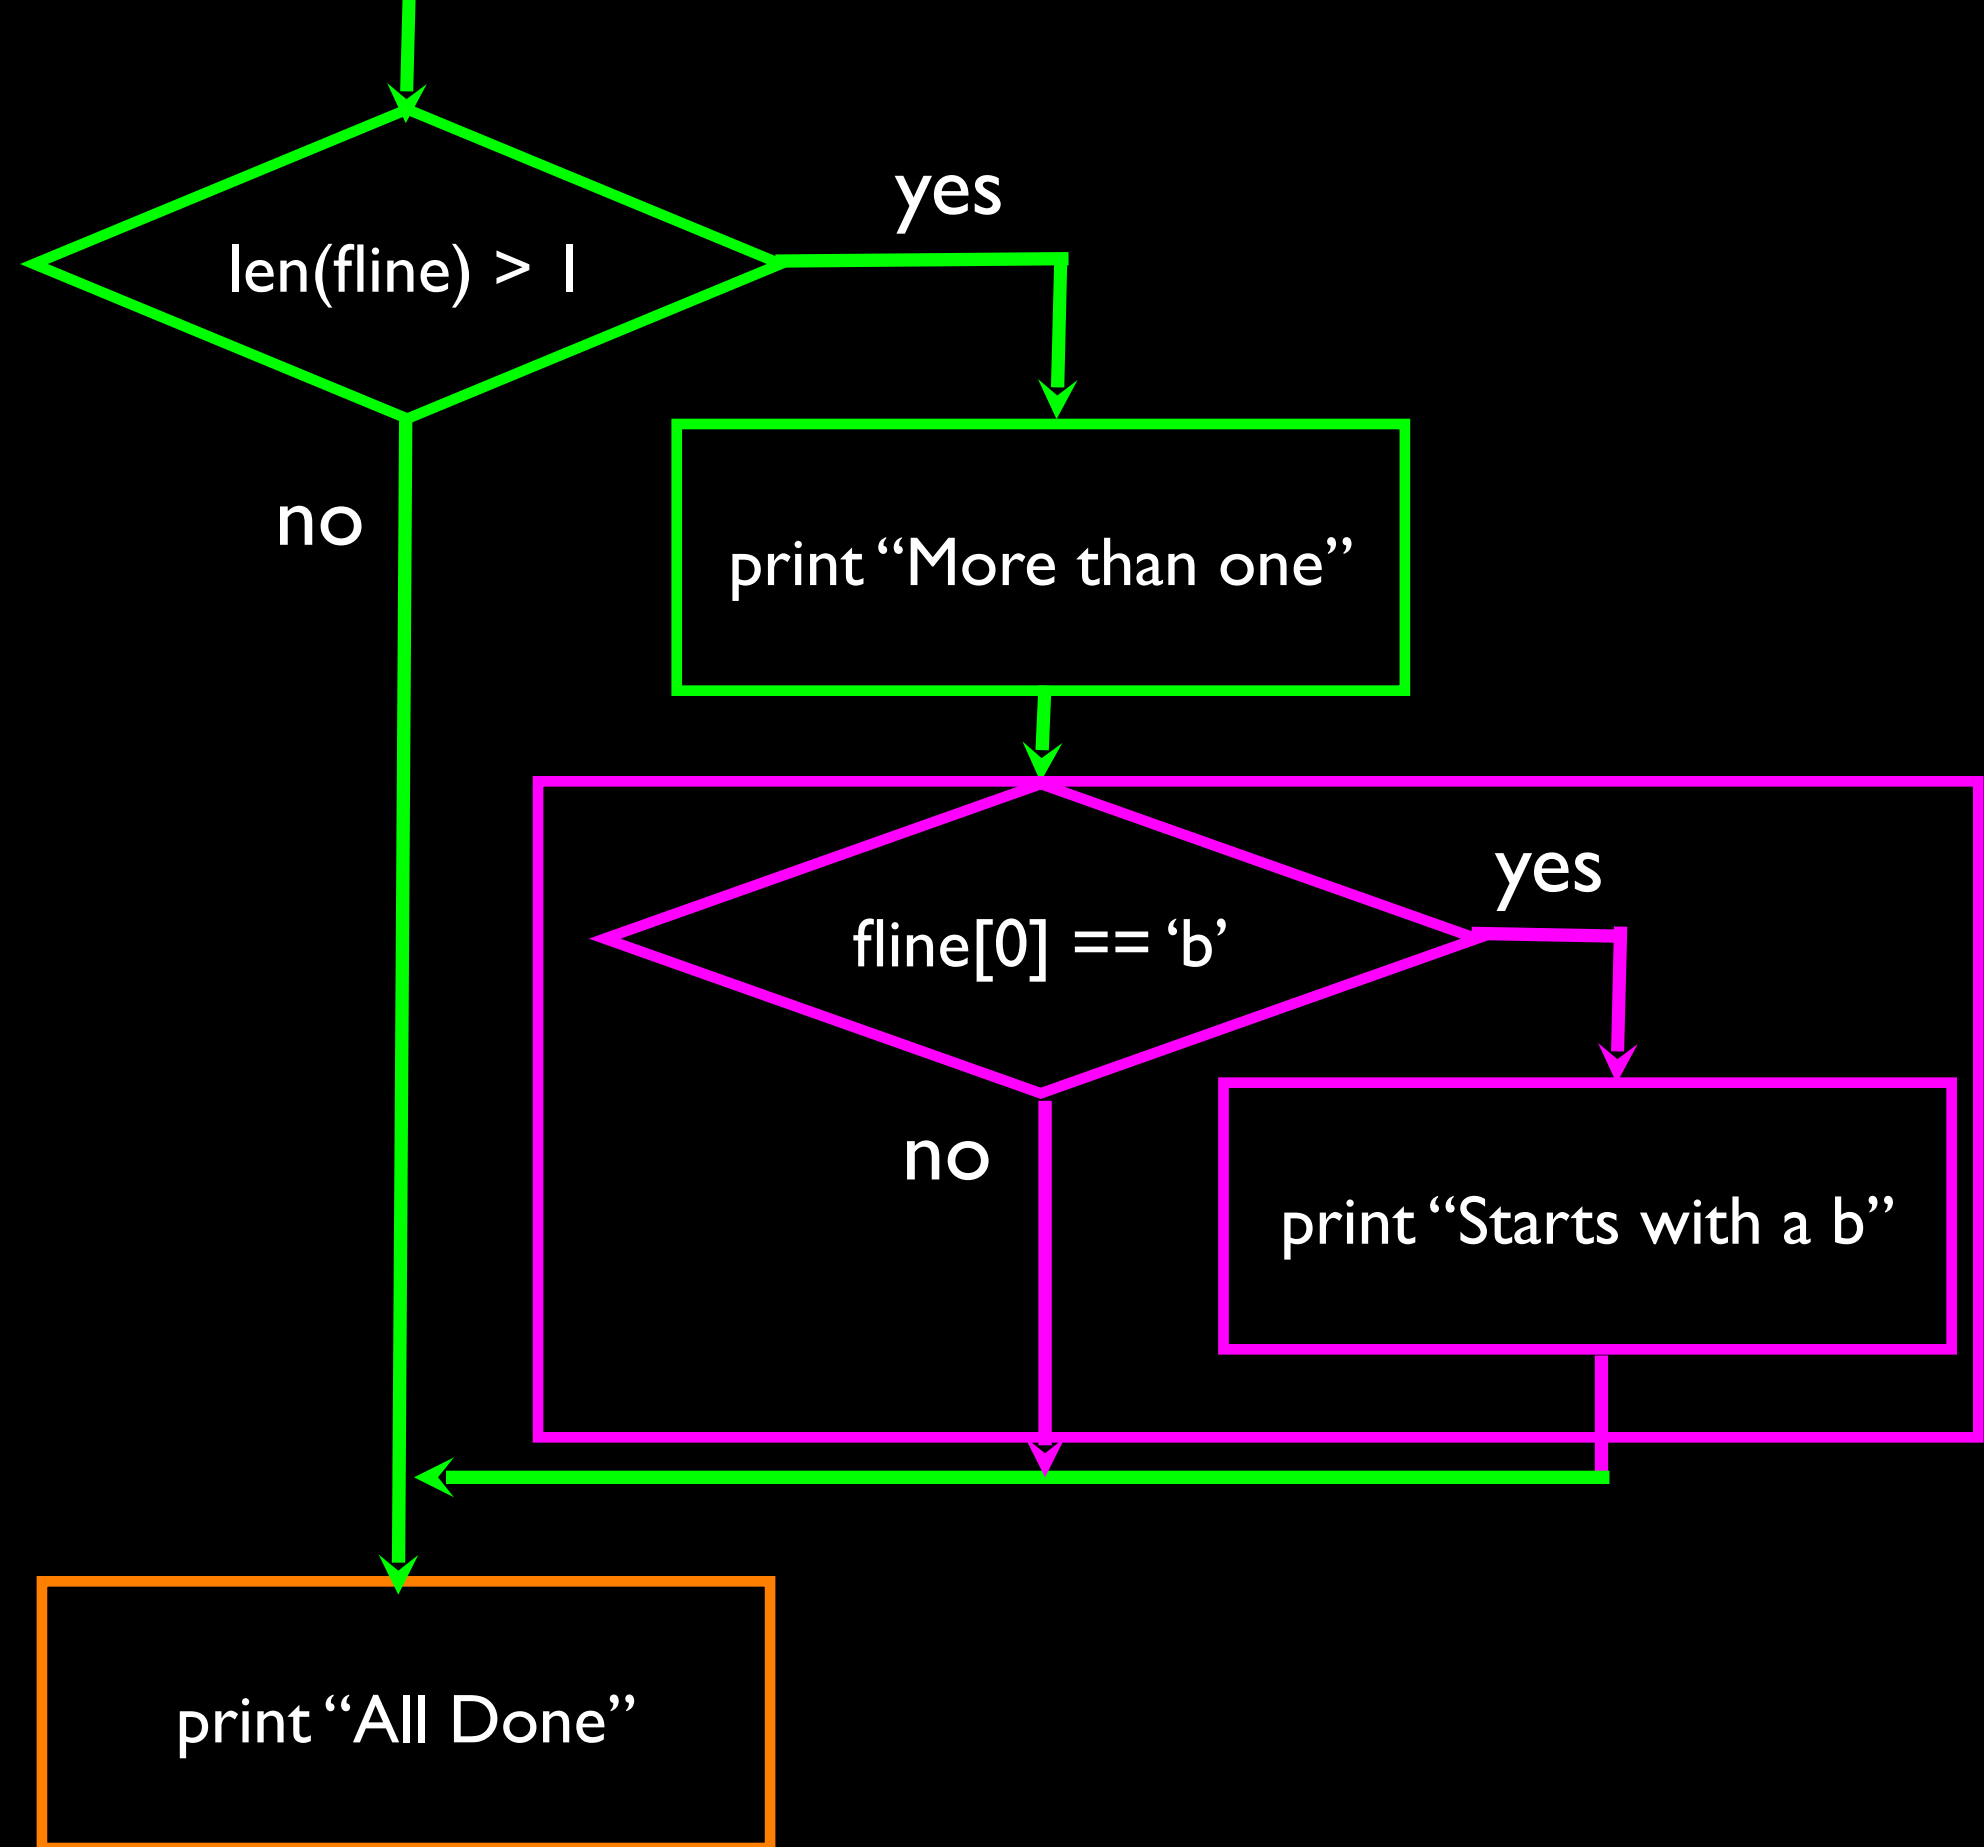 yes
len(fline) > 1
no
print “More than one”
yes
fline[0] == ‘b’
no
print “Starts with a b”
print “All Done”